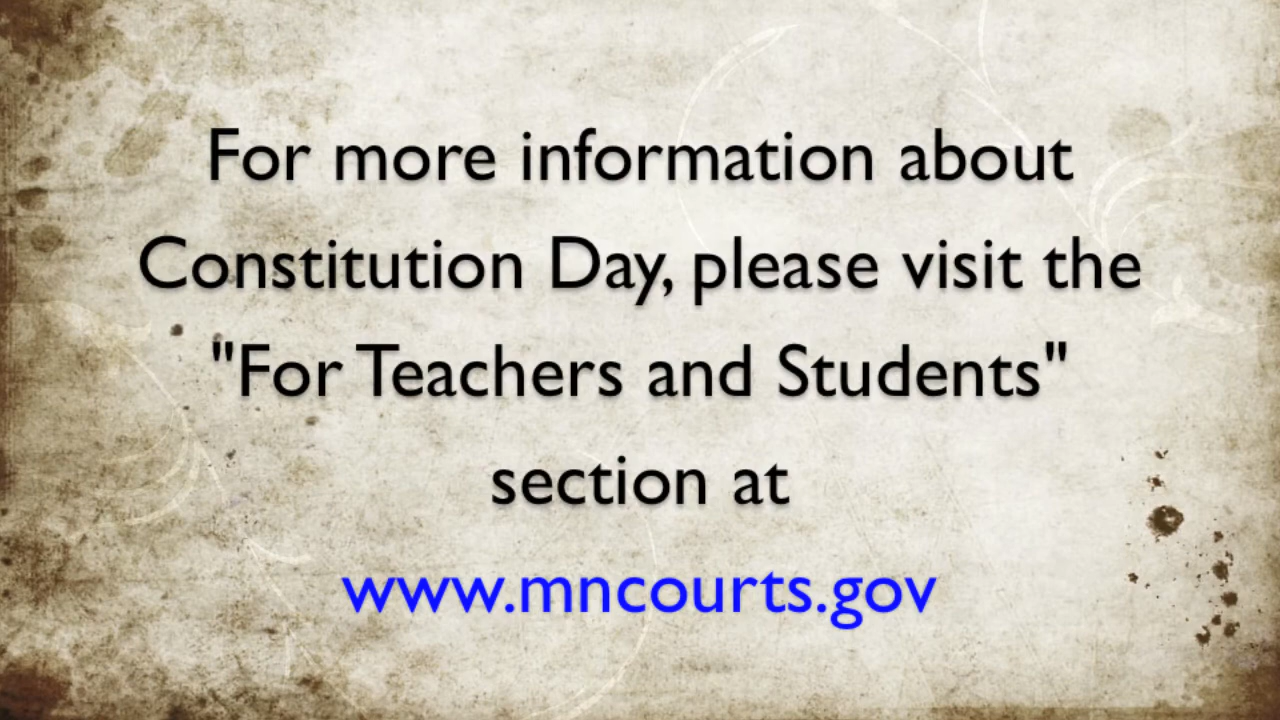 For more information about
Constitution Day, please visit the
"For Teachers and Students"
section at
www.mncourts.gov